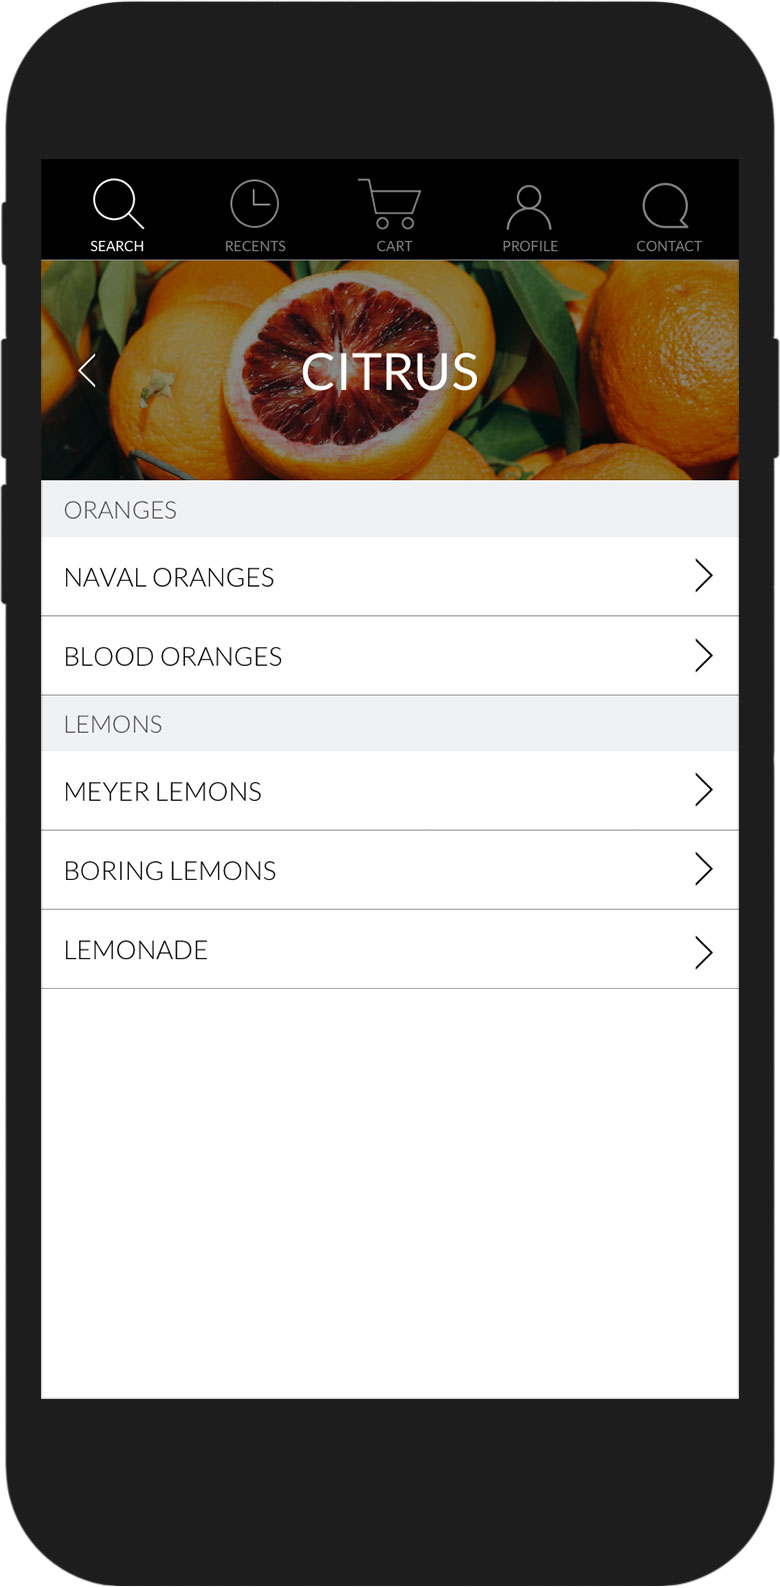 SEARCH RECENTS CART PROFILE CONTACT
CITRUS
ORANGES
NAVAL ORANGES
BLOOD ORANGES
LEMONS
MEYER LEMONS
BORING LEMONS
LEMONADE